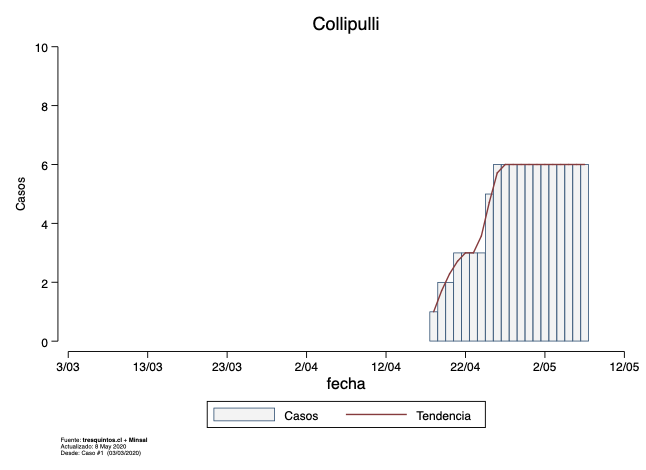 Collipulli
10
8
6
4
2
0
Casos
3/03 13/03 23/03 2/04 12/04 22/04 2/05 12/05
fecha
Casos Tendencia
Fuente: tresquintos.cl + Minsal
Actualizado: 8 May 2020
Desde: Caso #1 (03/03/2020)